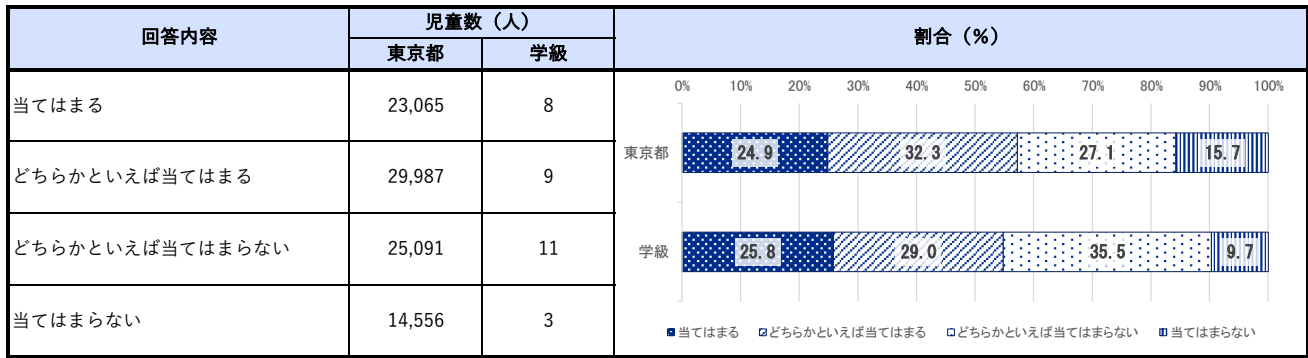 回答内容 児童数（人） 割合（%）
東京都 学級
当てはまる 23,065 8
どちらかといえば当てはまる 29,987 9
どちらかといえば当てはまらない 25,091 11
当てはまらない 14,556 3
0% 10% 20% 30% 40% 50% 60% 70% 80% 90% 100%
東京都 24.9 32.3 27.1 15.7
学級 25.8 29.0 35.5 9.7
当てはまる どちらかといえば当てはまる どちらかといえば当てはまらない 当てはまらない